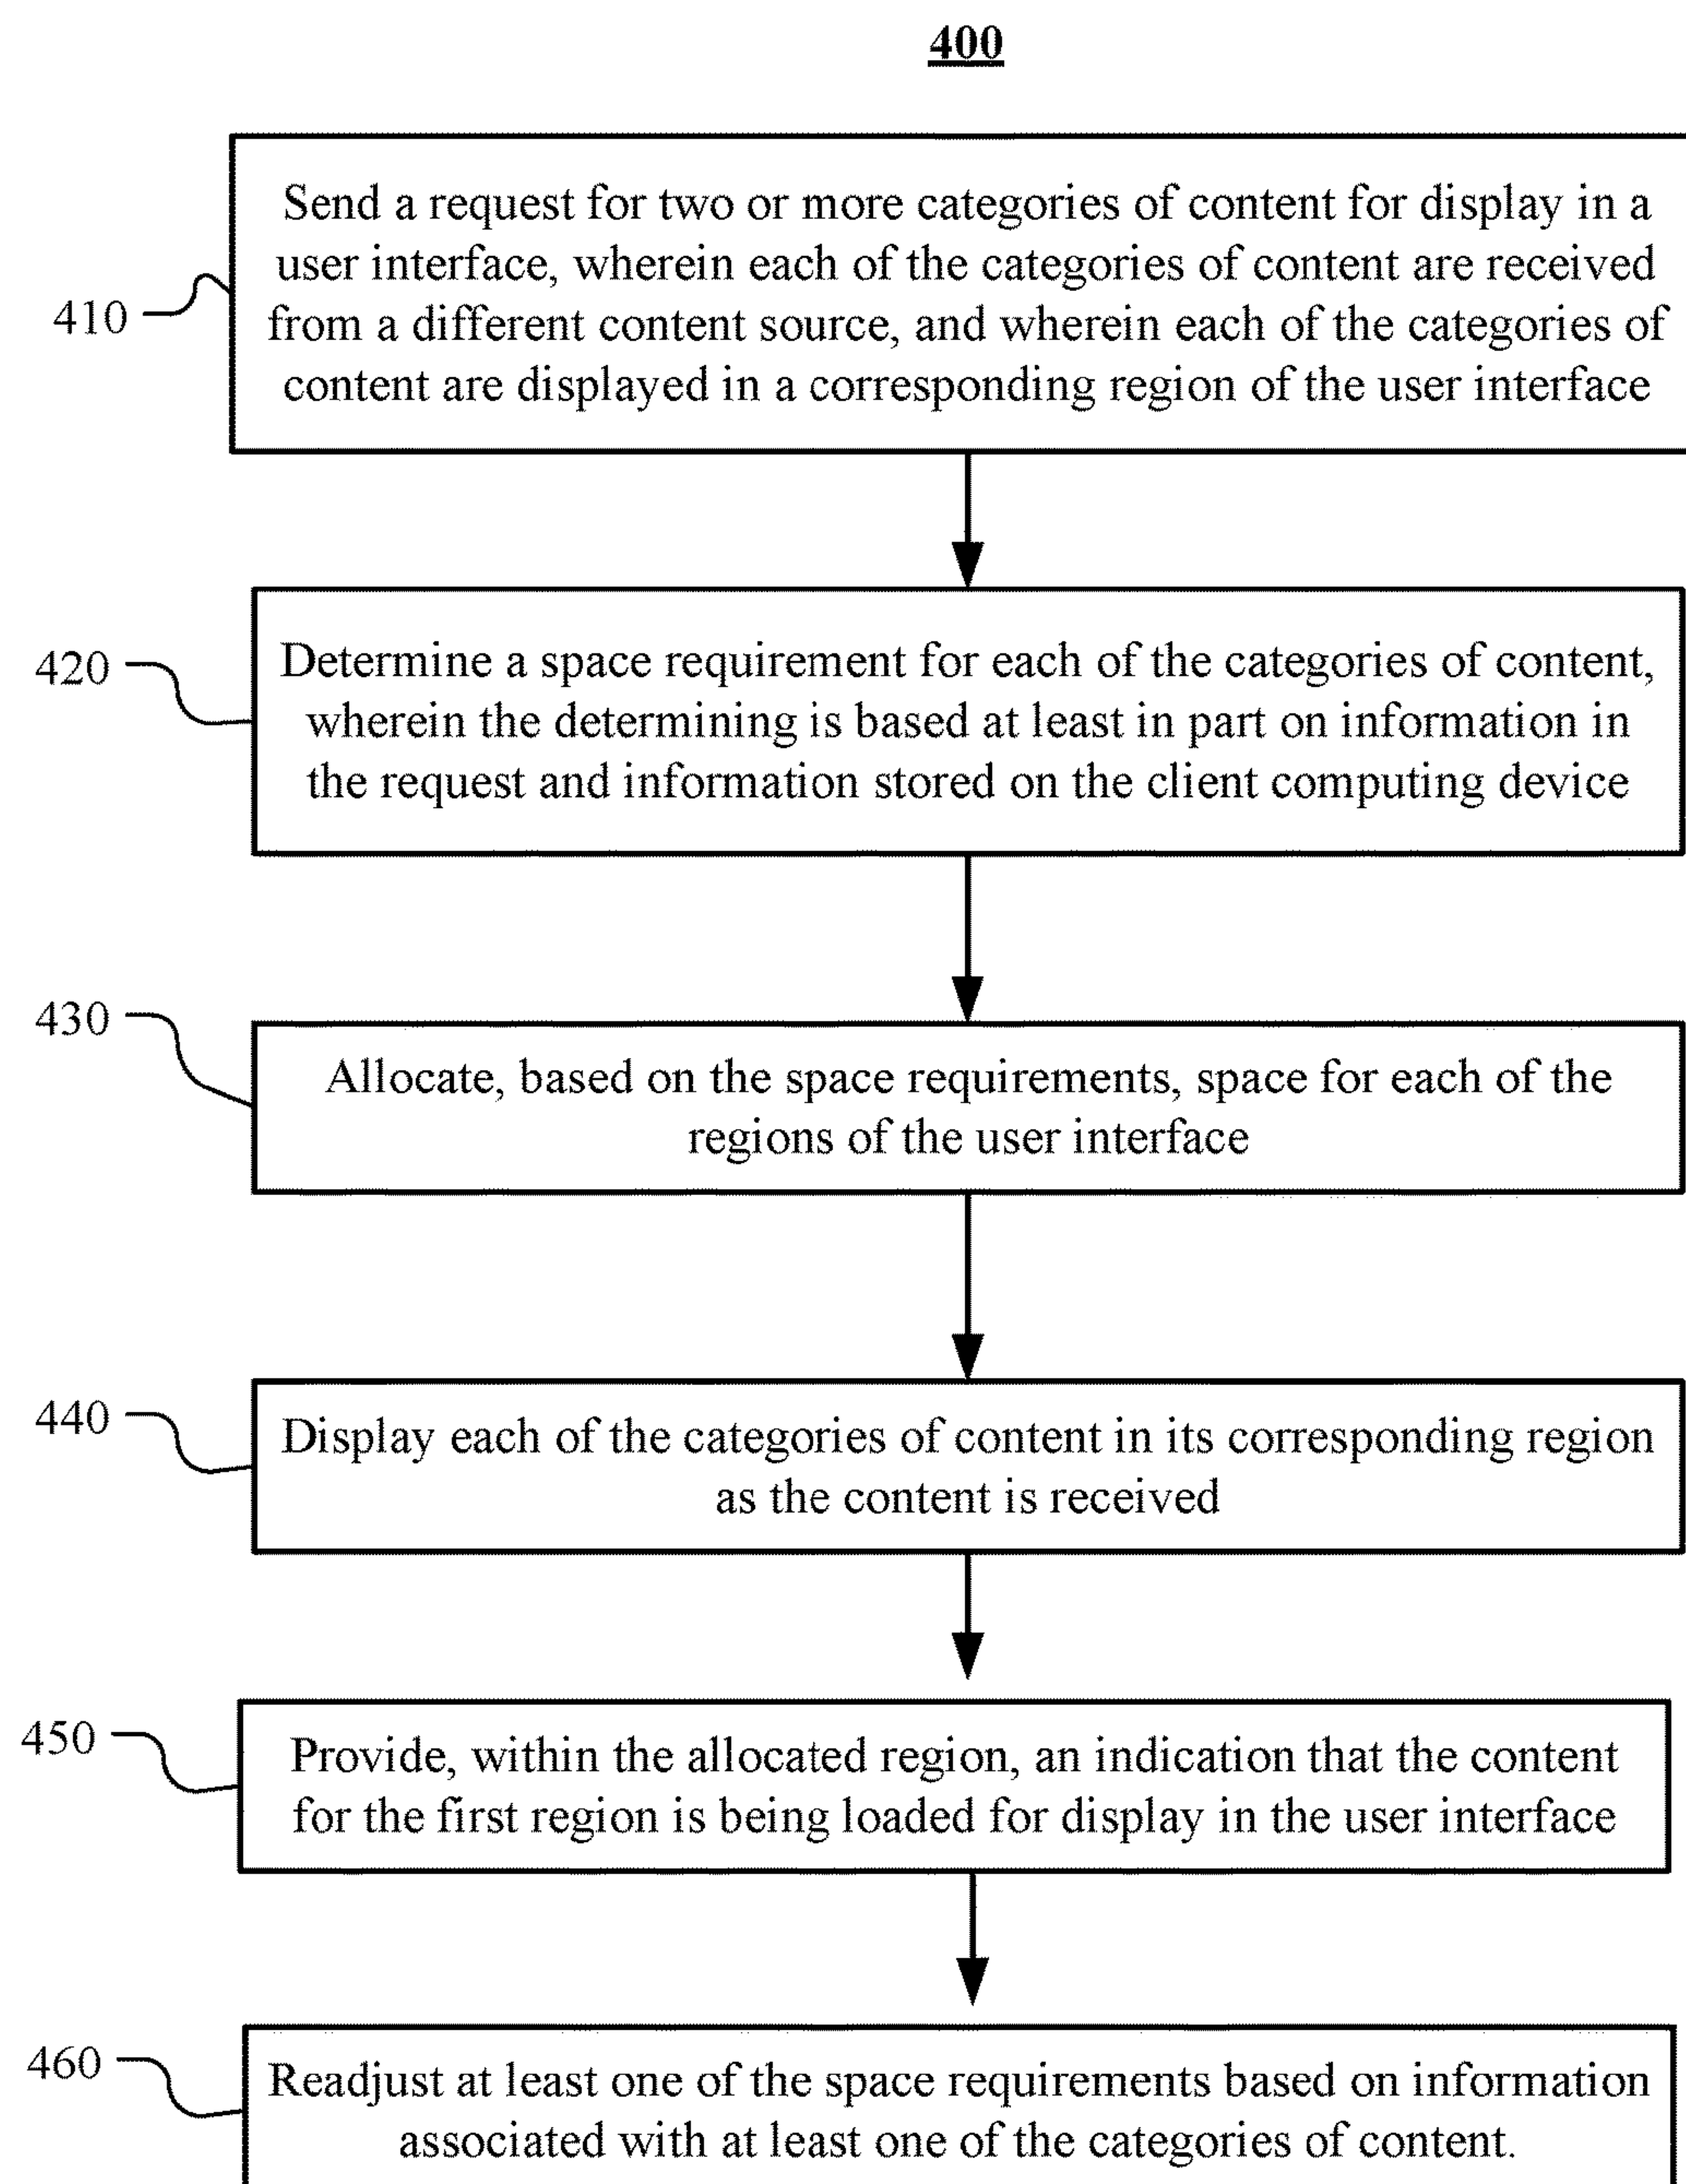 400
Send a request for two or more categories of content for display in a
user interface, wherein each of the categories of content are received
from a different content source, and wherein each of the categories of
content are displayed in a corresponding region of the user interface
410
Determine a space requirement for each of the categories of content,
wherein the determining is based at least in part on information in
the request and information stored on the client computing device
420
430
Allocate, based on the space requirements, space for each of the
regions of the user interface
440
Display each of the categories of content in its corresponding region
as the content is received
450
Provide, within the allocated region, an indication that the content
for the first region is being loaded for display in the user interface
460
Readjust at least one of the space requirements based on information
associated with at least one of the categories of content.